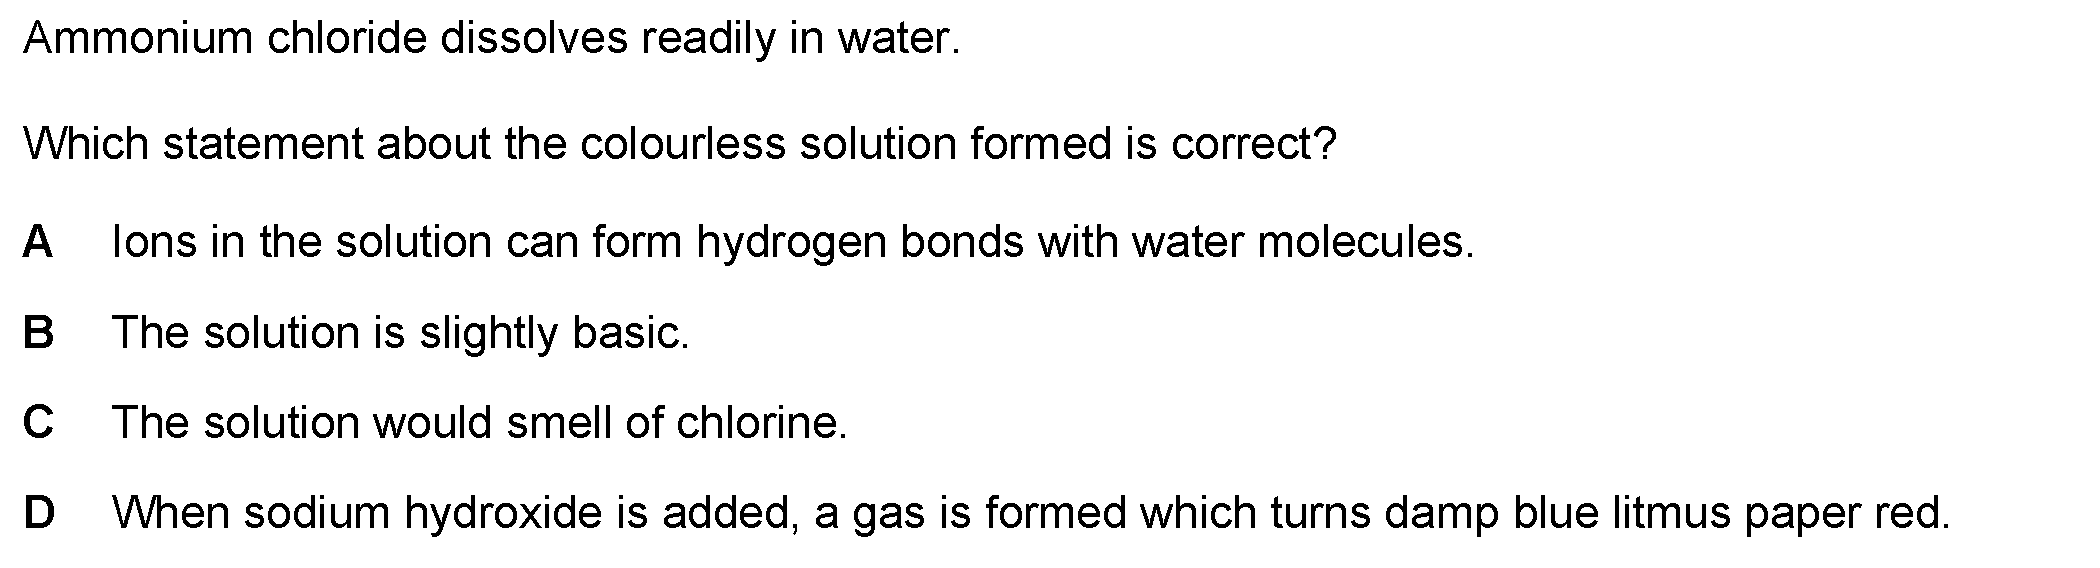 Ammonium chloride dissolves readily in water.
Which statement about the colourless solution formed is correct?
A Ions in the solution can form hydrogen bonds with water molecules.
B The solution is slightly basic.
C The solution would smell of chlorine.
D When sodium hydroxide is added, a gas is formed which turns damp blue litmus paper red.